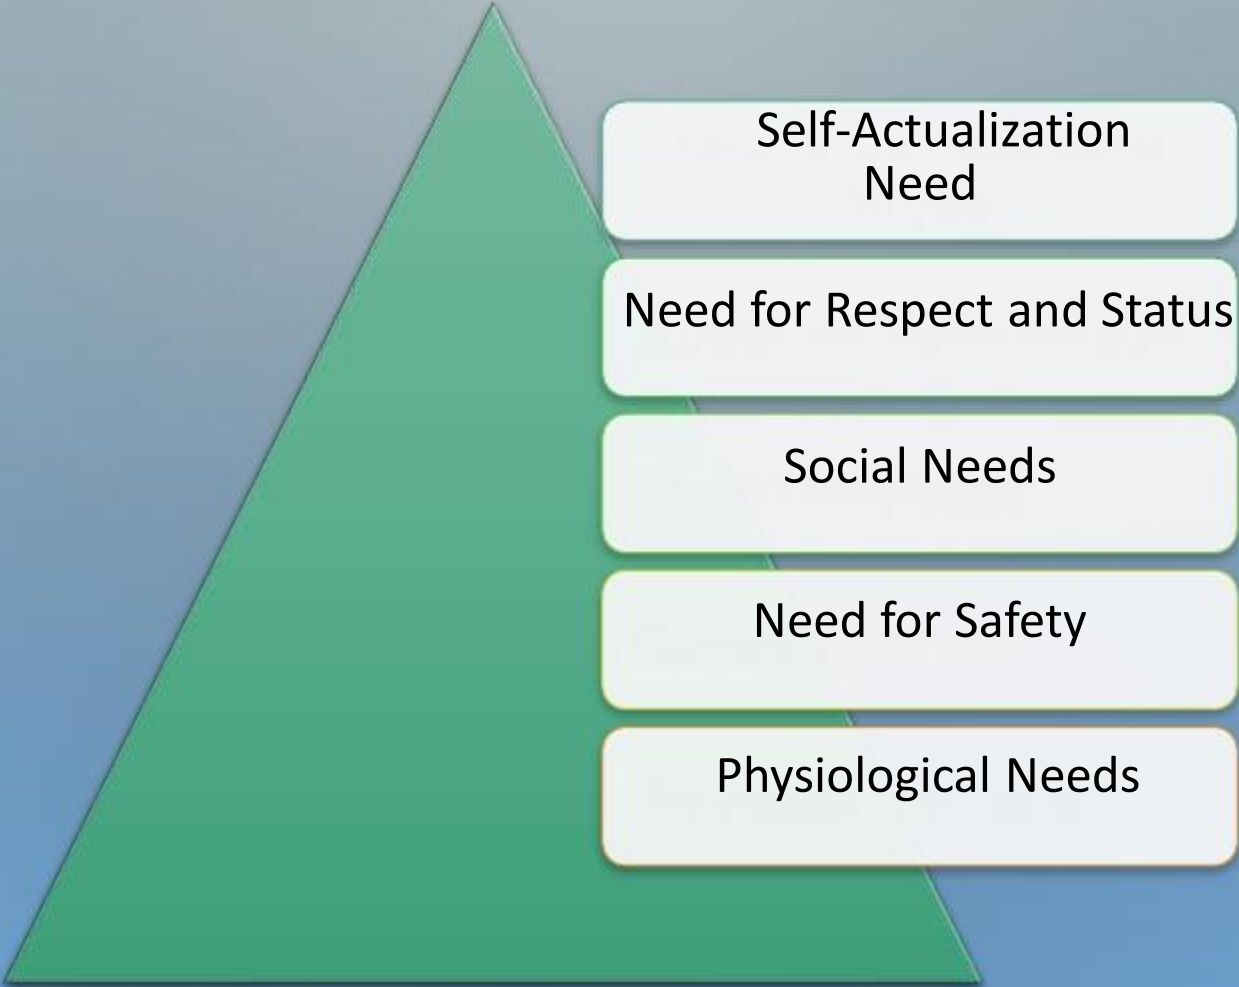 Self-Actualization
Need
Need for Respect and Status
Social Needs
Need for Safety
Physiological Needs